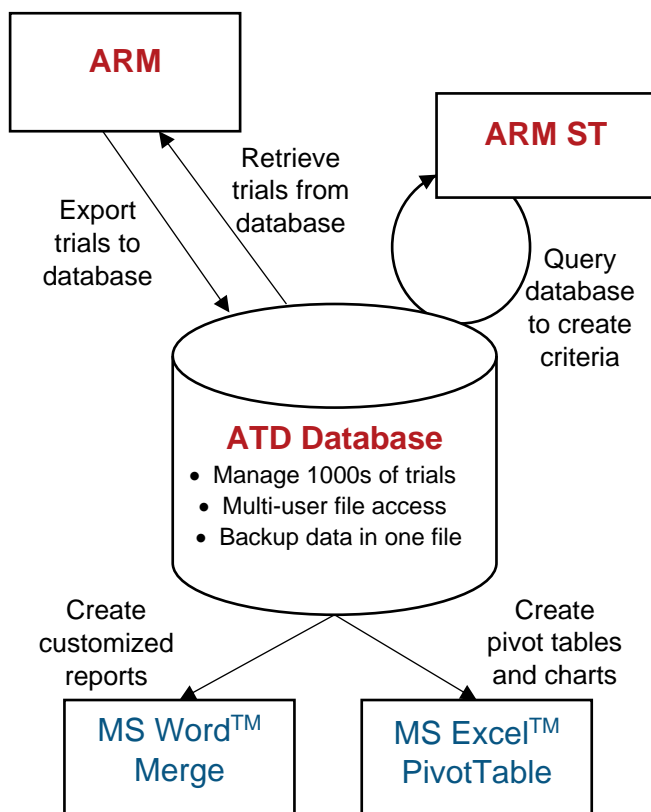 ARM
ARM ST
Retrieve
trials from
database
Export
trials to
database
Query
database
to create
criteria
ATD Database
• Manage 1000s of trials
• Multi-user file access
• Backup data in one file
Create
customized
reports
Create
pivot tables
and charts
MS Word™
Merge
MS Excel™
PivotTable